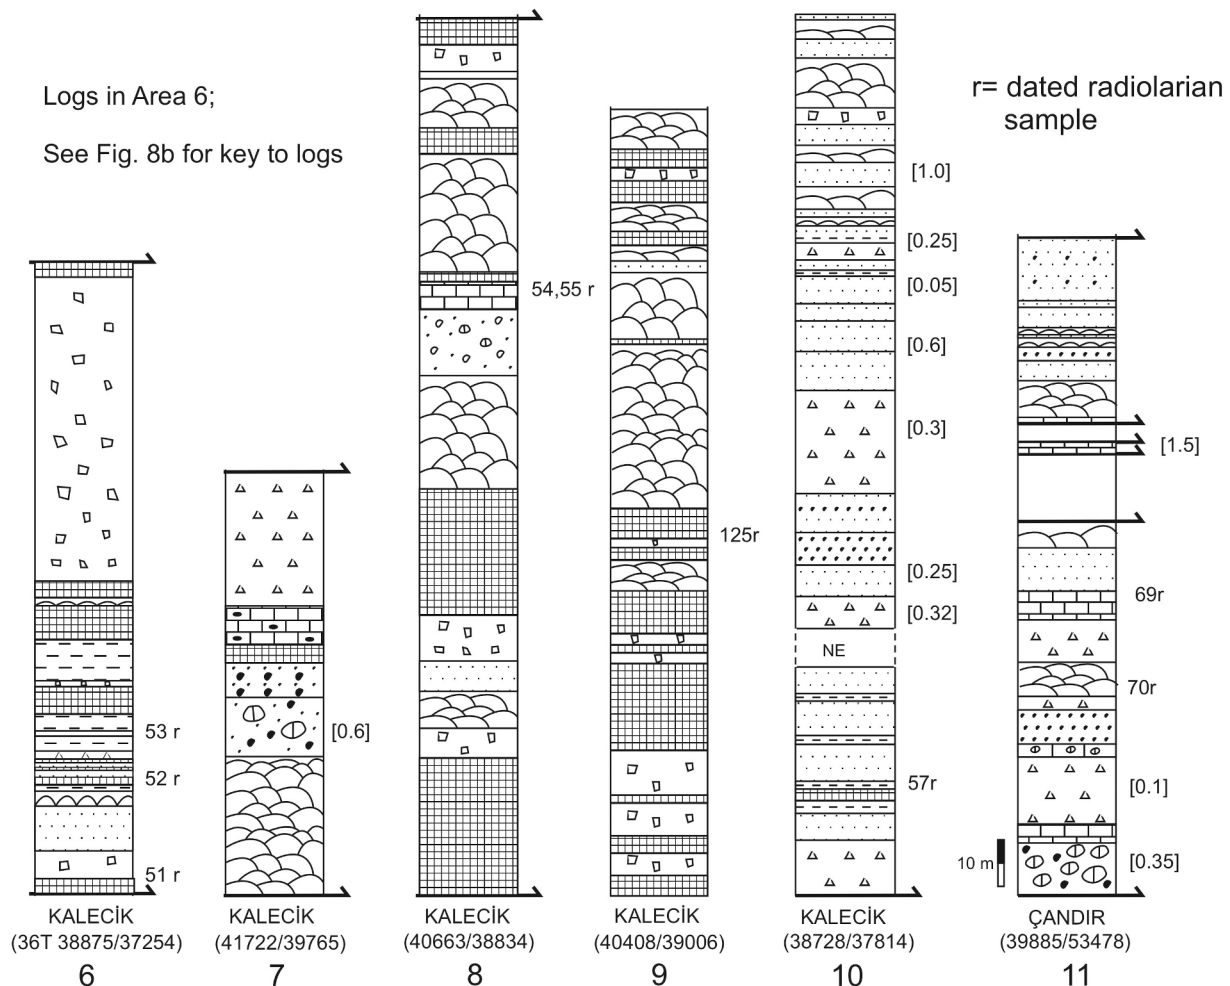 Logs in Area 6;
See Fig. 8b for key to logs
r= dated radiolarian
sample
53 r
52 r
51 r
KALECİK
(36T 38875/37254)
6
[0.6]
KALECİK
(41722/39765)
7
54,55 r
KALECİK
(40663/38834)
8
125r
KALECİK
(40408/39006)
9
[1.0]
[0.25]
[0.05]
[0.6]
[0.3]
[0.25]
[0.32]
NE
57r
KALECİK
(38728/37814)
10
[1.5]
69r
70r
[0.1]
[0.35]
10 m
ÇANDIR
(39885/53478)
11